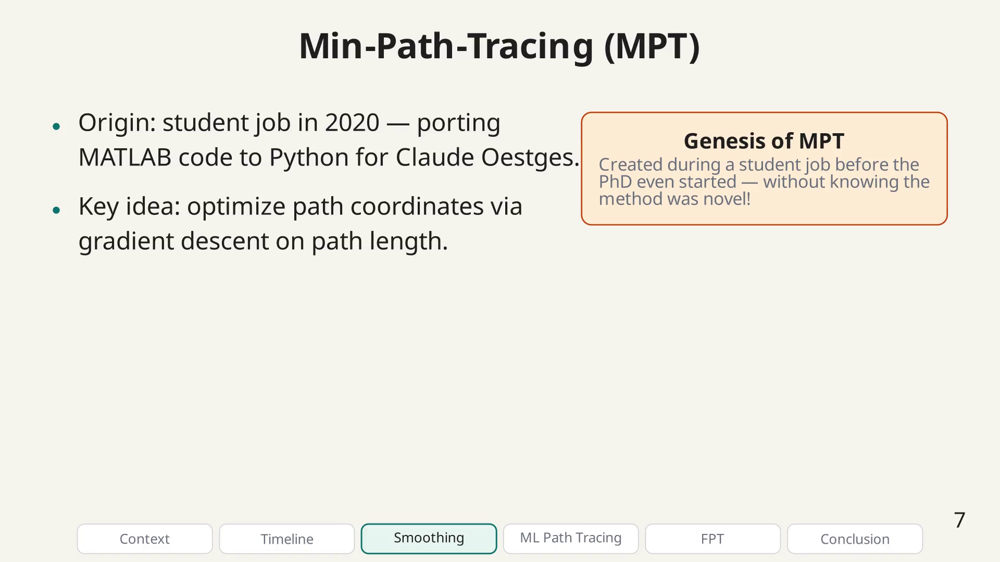 Min-Path-Tracing (MPT)
• Origin: student job in 2020 — porting
MATLAB code to Python for Claude Oestges.
• Key idea: optimize path coordinates via
gradient descent on path length.
Genesis of MPT
Created during a student job before the
PhD even started — without knowing the
method was novel!
7
Context
Timeline
Smoothing
ML Path Tracing
FPT
Conclusion